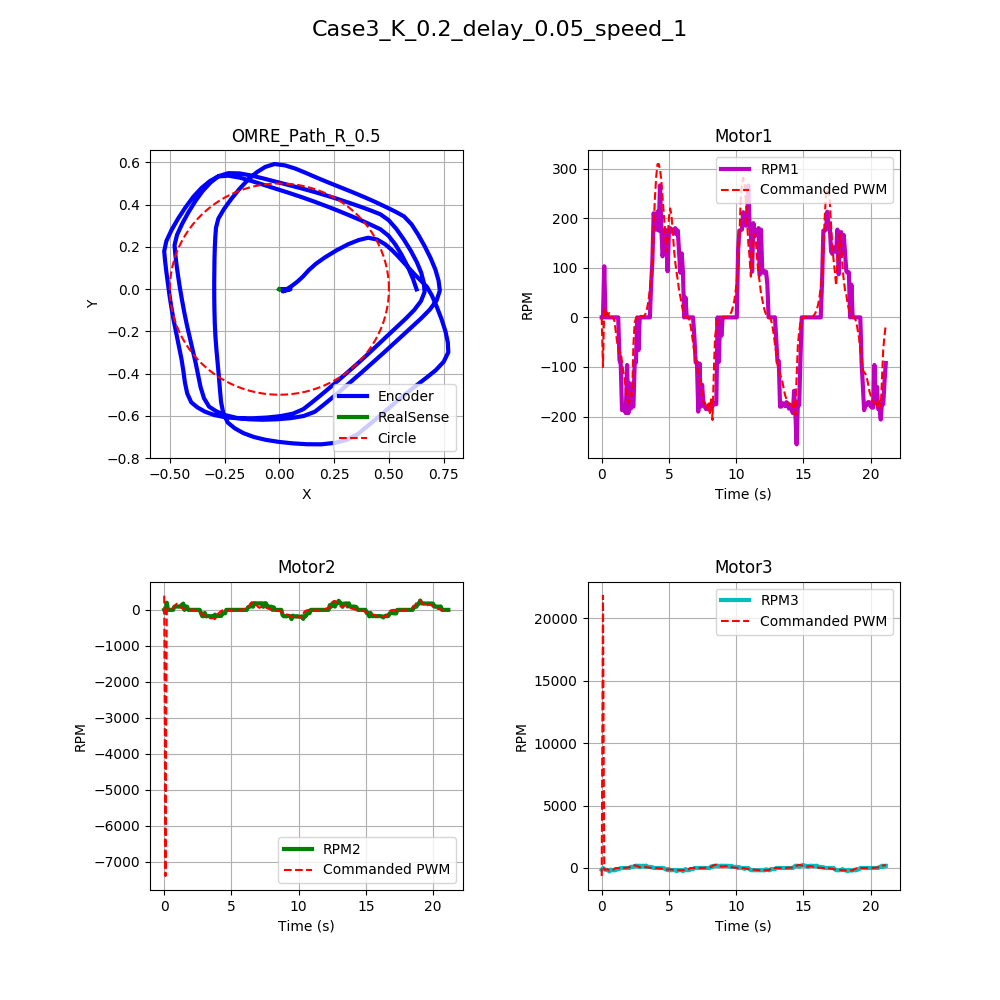 Case3_K_0.2_delay_0.05_speed_1
OMRE_Path_R_0.5
0.6
0.4
0.2
0.0
−0.2
−0.4
−0.6
−0.8
Y
−0.50
−0.25
0.00
0.25
0.50
0.75
X
Encoder
RealSense
Circle
Motor1
300
200
100
0
−100
−200
RPM
0
5
10
15
20
Time (s)
RPM1
Commanded PWM
Motor2
0
−1000
−2000
−3000
−4000
−5000
−6000
−7000
RPM
0
5
10
15
20
Time (s)
RPM2
Commanded PWM
Motor3
20000
15000
10000
5000
0
RPM
0
5
10
15
20
Time (s)
RPM3
Commanded PWM